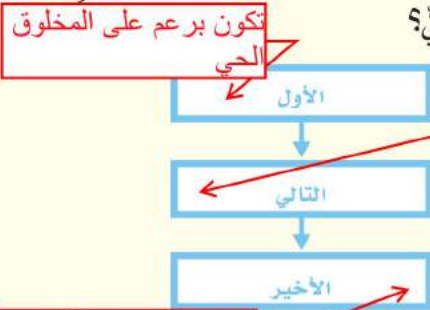 تكون برعم على المخلوق
الحي
الأول
التالي
الأخير